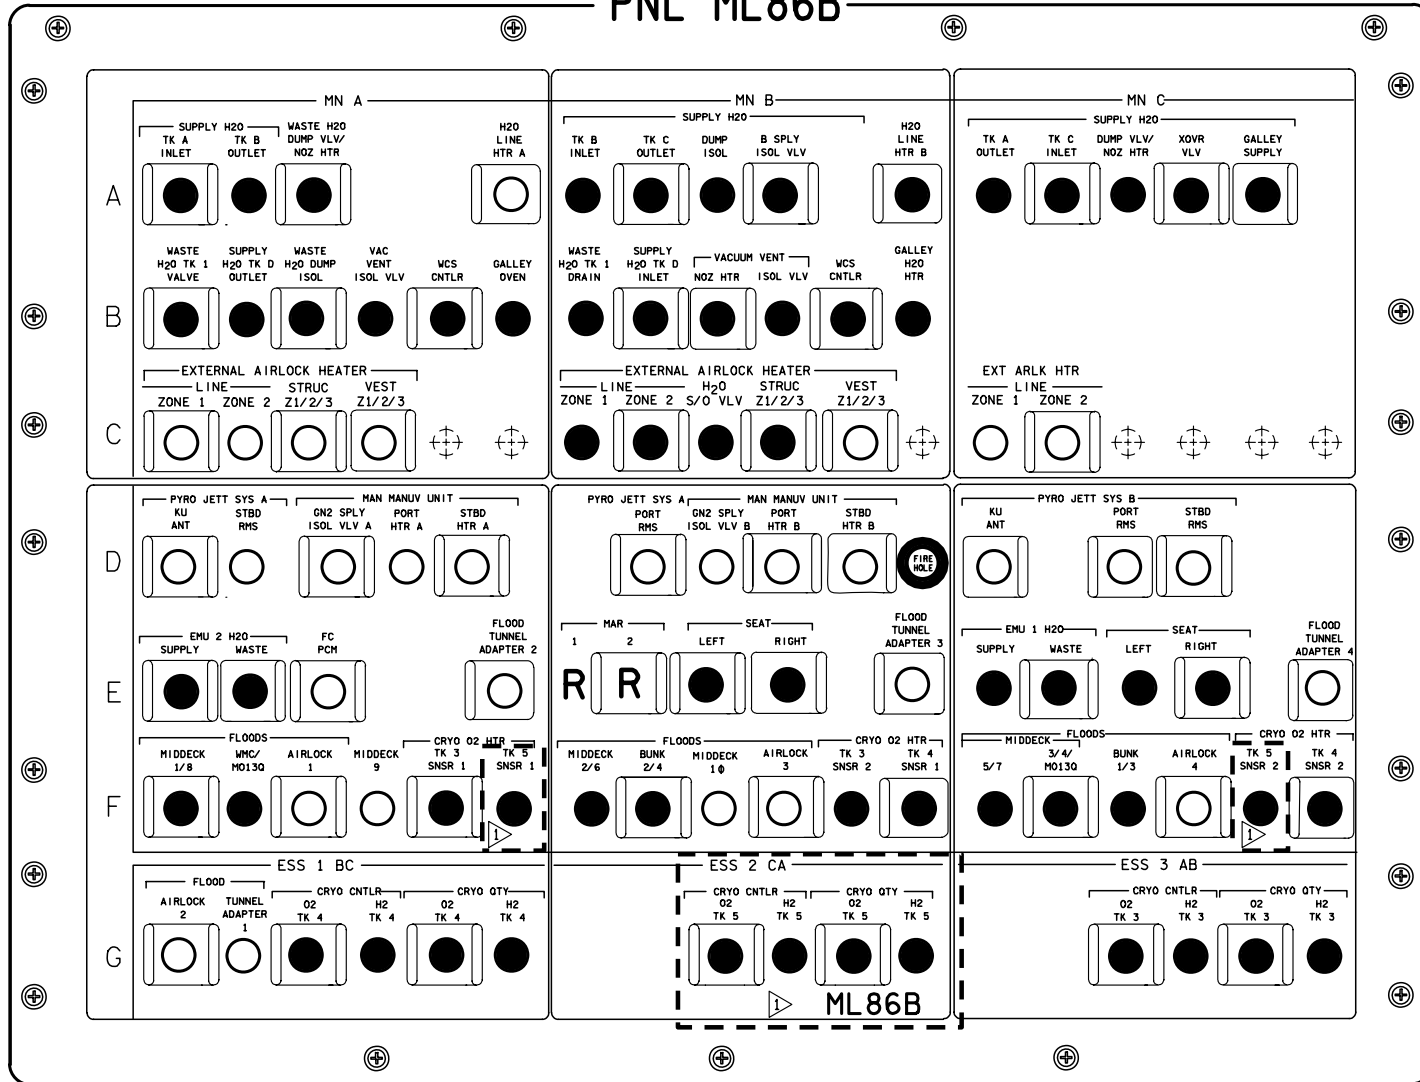 PNL ML86B
MN A
MN B
MN C
A
SUPPLY H2O
TK A
INLET
TK B
OUTLET
WASTE H2O
DUMP VLV/
NOZ HTR
H2O
LINE
HTR A
SUPPLY H2O
TK B
INLET
TK C
OUTLET
DUMP
ISOL
B SPLY
ISOL VLV
H2O
LINE
HTR B
SUPPLY H2O
TK A
OUTLET
TK C
INLET
DUMP VLV/
NOZ HTR
XOVR
VLV
GALLEY
SUPPLY
B
WASTE
H2O TK 1
VALVE
SUPPLY
H2O TK D
OUTLET
WASTE
H2O DUMP
ISOL
VAC
VENT
ISOL VLV
WCS
CNTLR
GALLEY
OVEN
WASTE
H2O TK 1
DRAIN
SUPPLY
H2O TK D
INLET
VACUUM VENT
NOZ HTR
ISOL VLV
WCS
CNTLR
GALLEY
H2O
HTR
C
EXTERNAL AIRLOCK HEATER
LINE
ZONE 1
ZONE 2
STRUC
Z1/2/3
VEST
Z1/2/3
EXTERNAL AIRLOCK HEATER
LINE
ZONE 1
ZONE 2
H2O
S/O VLV
STRUC
Z1/2/3
VEST
Z1/2/3
EXT ARLK HTR
LINE
ZONE 1
ZONE 2
D
PYRO JETT SYS A
KU
ANT
STBD
RMS
MAN MANUV UNIT
GN2 SPLY
ISOL VLV A
PORT
HTR A
STBD
HTR A
PYRO JETT SYS A
PORT
RMS
MAN MANUV UNIT
GN2 SPLY
ISOL VLV B
PORT
HTR B
STBD
HTR B
FIRE
HOLE
PYRO JETT SYS B
KU
ANT
PORT
RMS
STBD
RMS
E
EMU 2 H2O
SUPPLY
WASTE
FC
PCM
FLOOD
TUNNEL
ADAPTER 2
MAR
1
2
R
R
SEAT
LEFT
RIGHT
FLOOD
TUNNEL
ADAPTER 3
EMU 1 H2O
SUPPLY
WASTE
SEAT
LEFT
RIGHT
FLOOD
TUNNEL
ADAPTER 4
F
FLOODS
MIDDECK
1/8
WMC/
MO13Q
AIRLOCK
1
MIDDECK
9
CRYO O2 HTR
TK 3
SNSR 1
TK 5
SNSR 1
1
FLOODS
MIDDECK
2/6
BUNK
2/4
MIDDECK
10
AIRLOCK
3
CRYO O2 HTR
TK 3
SNSR 2
TK 4
SNSR 1
FLOODS
MIDDECK
5/7
3/4/
MO13Q
BUNK
1/3
AIRLOCK
4
CRYO O2 HTR
TK 5
SNSR 2
TK 4
SNSR 2
1
ESS 1 BC
ESS 2 CA
ESS 3 AB
G
FLOOD
AIRLOCK
2
TUNNEL
ADAPTER
1
CRYO CNTLR
O2
TK 4
H2
TK 4
CRYO QTY
O2
TK 4
H2
TK 4
CRYO CNTLR
O2
TK 5
H2
TK 5
CRYO QTY
O2
TK 5
H2
TK 5
CRYO CNTLR
O2
TK 3
H2
TK 3
CRYO QTY
O2
TK 3
H2
TK 3
1
ML86B